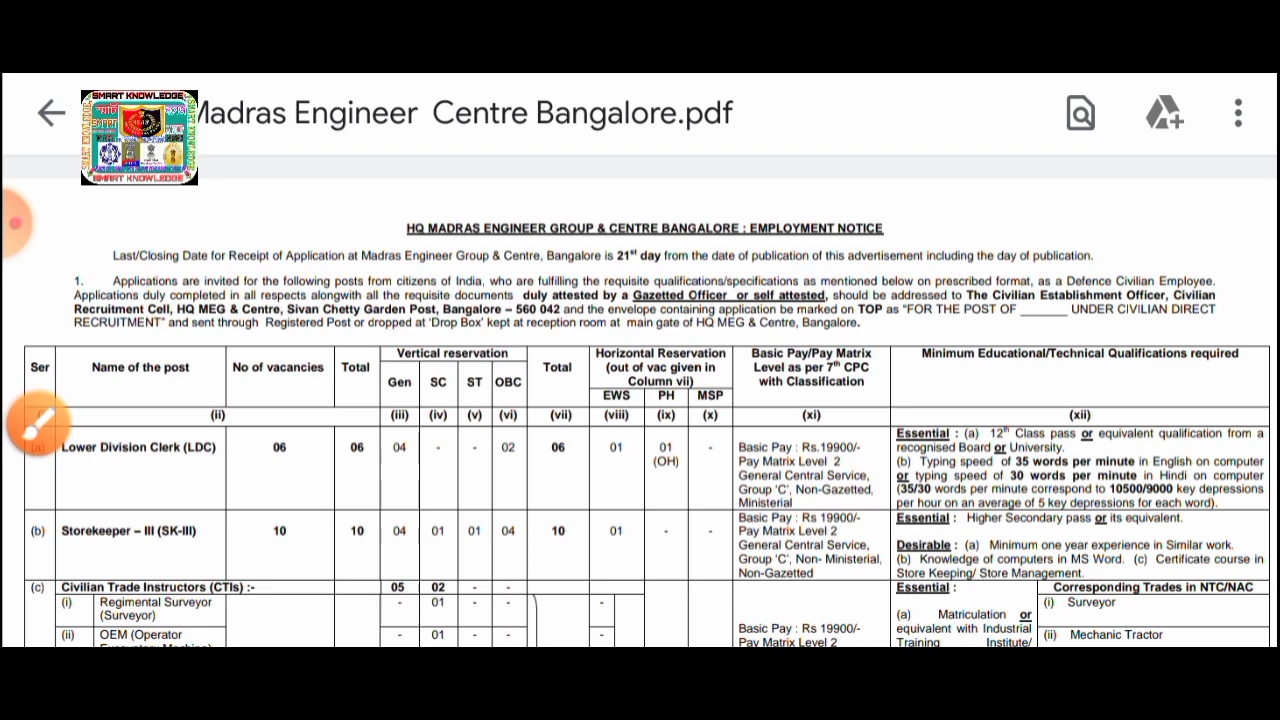 SMART KNOWLEDGE
Madras Engineer Centre Bangalore.pdf
SMART KNOWLEDGE
HQ MADRAS ENGINEER GROUP & CENTRE BANGALORE : EMPLOYMENT NOTICE
Last/Closing Date for Receipt of Application at Madras Engineer Group & Centre, Bangalore is 21st day from the date of publication of this advertisement including the day of publication.
1. Applications are invited for the following posts from citizens of India, who are fulfilling the requisite qualifications/specifications as mentioned below on prescribed format, as a Defence Civilian Employee.
Applications duly completed in all respects alongwith all the requisite documents duly attested by a Gazetted Officer or self attested, should be addressed to The Civilian Establishment Officer, Civilian
Recruitment Cell, HQ MEG & Centre, Sivan Chetty Garden Post, Bangalore – 560 042 and the envelope containing application be marked on TOP as "FOR THE POST OF _______ UNDER CIVILIAN DIRECT
RECRUITMENT" and sent through Registered Post or dropped at 'Drop Box' kept at reception room at main gate of HQ MEG & Centre, Bangalore.
Ser Name of the post No of vacancies Total Vertical reservation Total Horizontal Reservation (out of vac given in Column vii) Basic Pay/Pay Matrix Level as per 7th CPC with Classification Minimum Educational/Technical Qualifications required
Gen SC ST OBC EWS PH MSP
(ii) (iii) (iv) (v) (vi) (vii) (viii) (ix) (x) (xi) (xii)
(a) Lower Division Clerk (LDC) 06 06 04 - - 02 06 01 01 (OH) -
Basic Pay : Rs.19900/-
Pay Matrix Level 2
General Central Service,
Group 'C', Non-Gazetted,
Ministerial
Essential : (a) 12th Class pass or equivalent qualification from a
recognised Board or University.
(b) Typing speed of 35 words per minute in English on computer
or typing speed of 30 words per minute in Hindi on computer
(35/30 words per minute correspond to 10500/9000 key depressions
per hour on an average of 5 key depressions for each word).
(b) Storekeeper – III (SK-III) 10 10 04 01 01 04 10 01 - -
Basic Pay : Rs 19900/-
Pay Matrix Level 2
General Central Service,
Group 'C', Non- Ministerial,
Non-Gazetted
Essential : Higher Secondary pass or its equivalent.
Desirable : (a) Minimum one year experience in Similar work.
(b) Knowledge of computers in MS Word. (c) Certificate course in
Store Keeping/ Store Management.
(c) Civilian Trade Instructors (CTIs) :- 05 02 - -
(i) Regimental Surveyor (Surveyor) - 01 - - -
(ii) OEM (Operator - 01 - - -
Basic Pay : Rs 19900/-
Pay Matrix Level 2
Essential :
(a) Matriculation or
equivalent with Industrial
Training Institute/
Corresponding Trades in NTC/NAC
(i) Surveyor
(ii) Mechanic Tractor